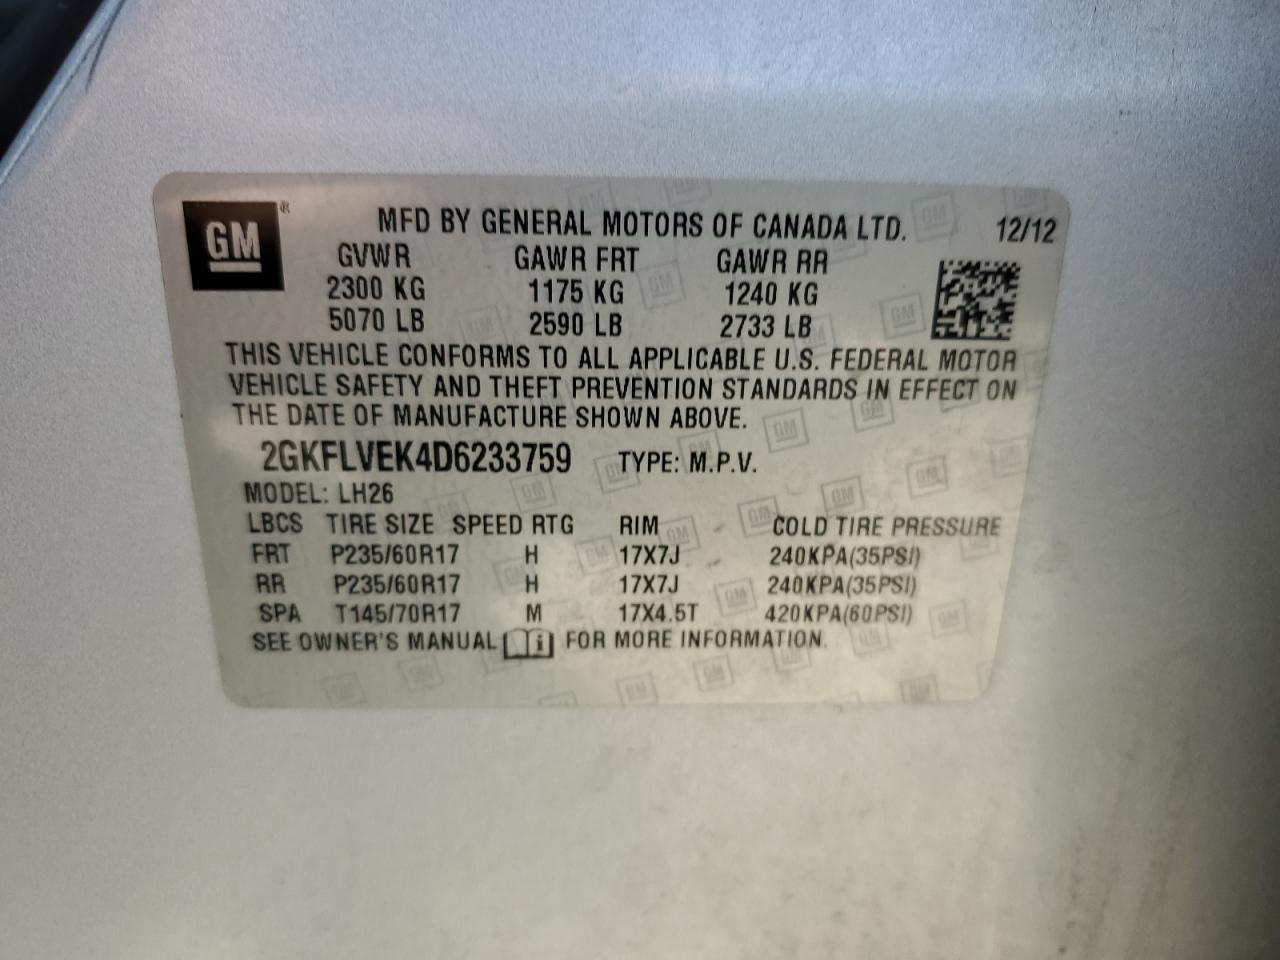 GM®
MFD BY GENERAL MOTORS OF CANADA LTD. 12/12
GVWR GAWR FRT GAWR RR
2300 KG 1175 KG 1240 KG
5070 LB 2590 LB 2733 LB
THIS VEHICLE CONFORMS TO ALL APPLICABLE U.S. FEDERAL MOTOR
VEHICLE SAFETY AND THEFT PREVENTION STANDARDS IN EFFECT ON
THE DATE OF MANUFACTURE SHOWN ABOVE.
2GKFLVEK4D6233759 TYPE: M.P.V.
MODEL: LH26
LBCS TIRE SIZE SPEED RTG RIM COLD TIRE PRESSURE
FRT P235/60R17 H 17X7J 240KPA(35PSI)
RR P235/60R17 H 17X7J 240KPA(35PSI)
SPA T145/70R17 M 17X4.5T 420KPA(60PSI)
SEE OWNER'S MANUAL i FOR MORE INFORMATION.